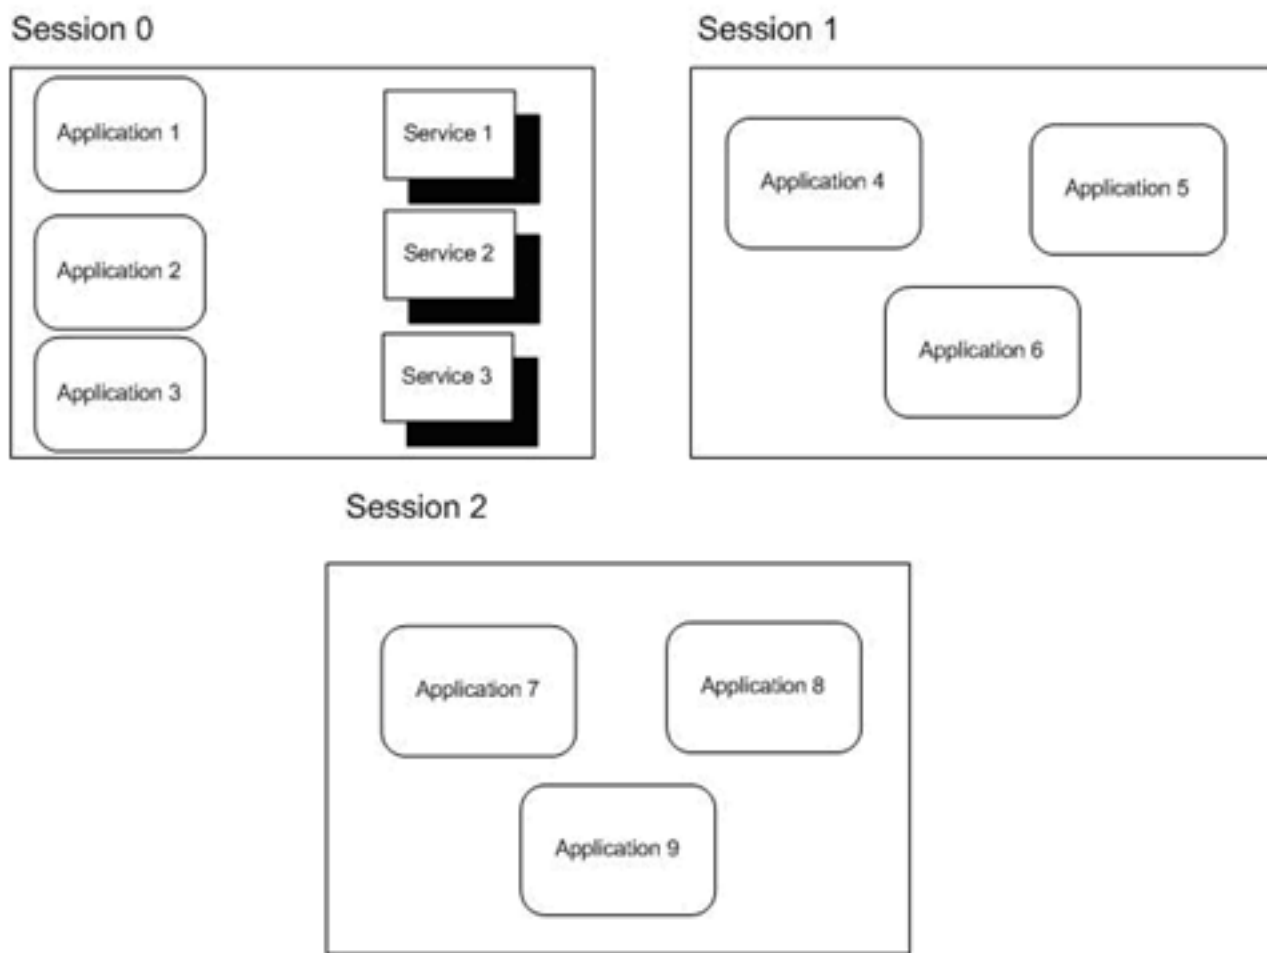 Session 0
Application 1
Application 2
Application 3
Service 1
Service 2
Service 3
Session 1
Application 4
Application 5
Application 6
Session 2
Application 7
Application 8
Application 9